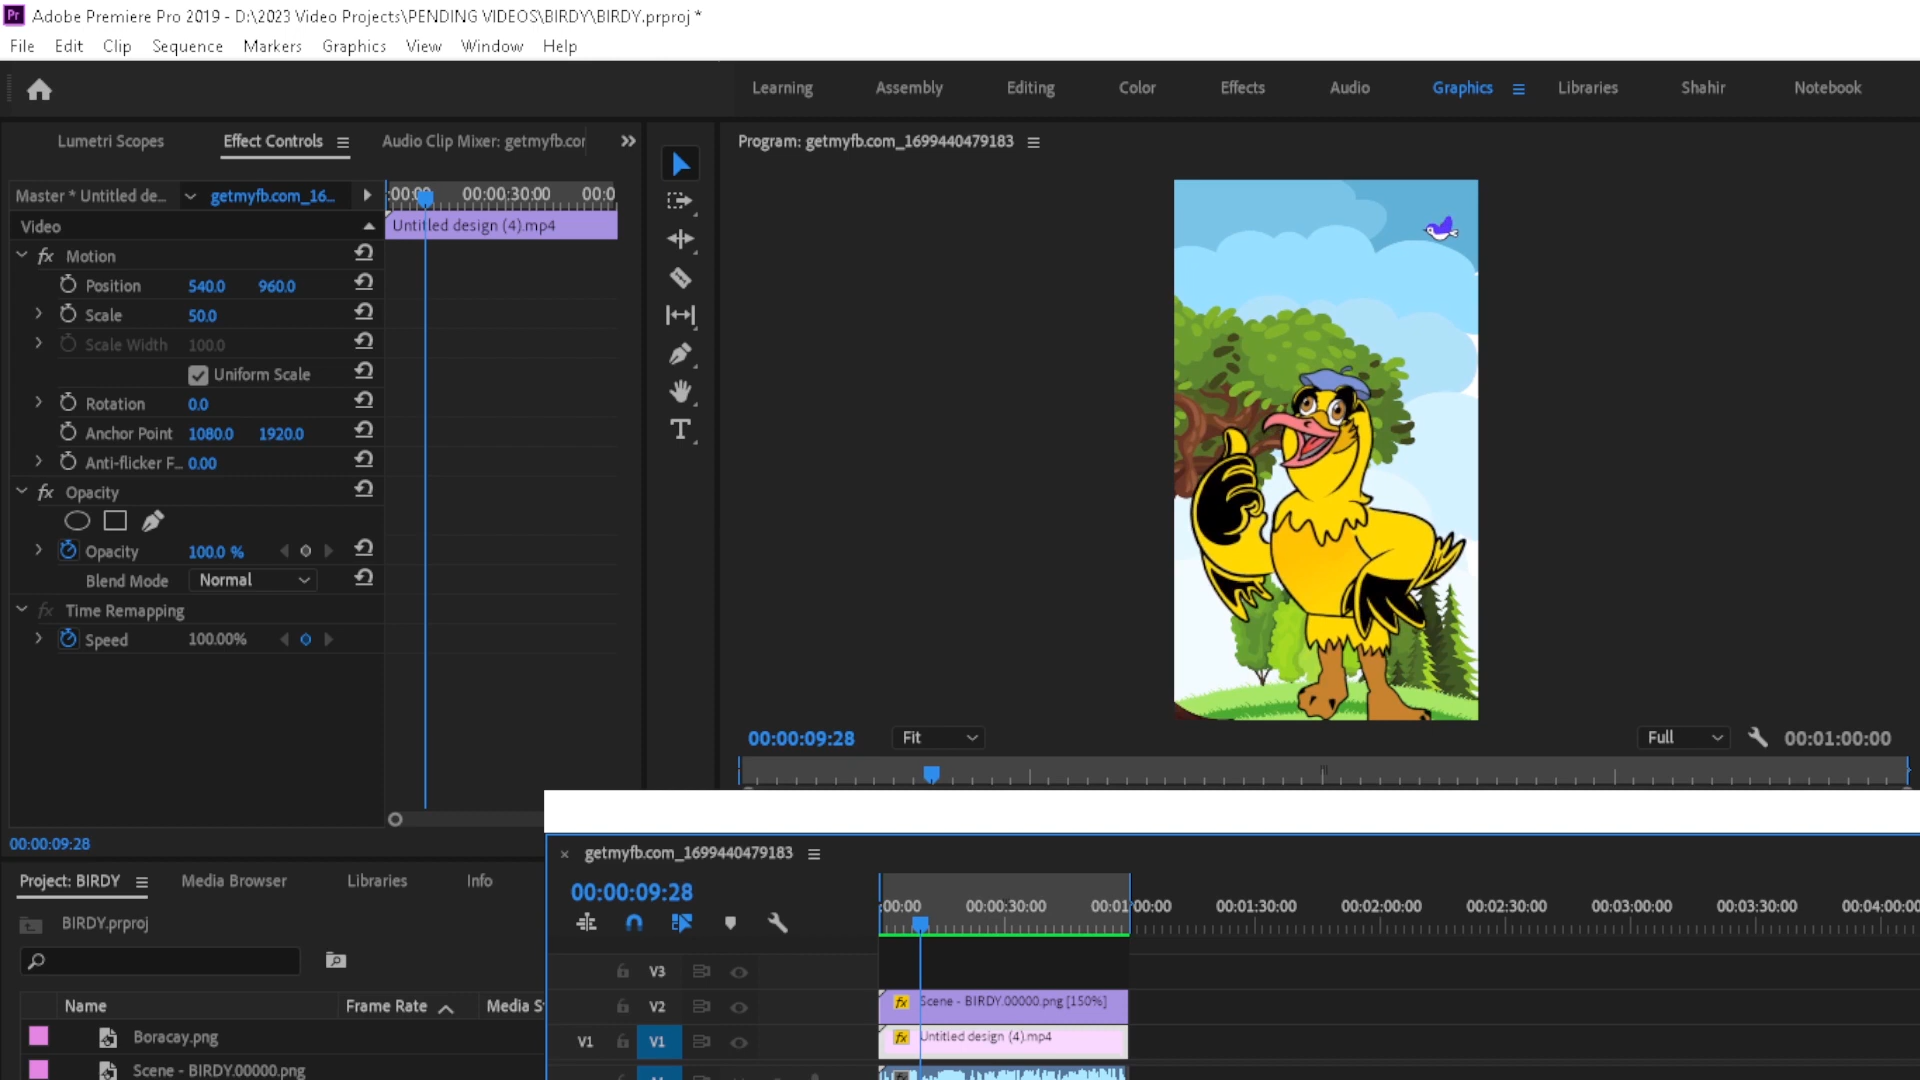 Pr Adobe Premiere Pro 2019 - D:\2023 Video Projects\PENDING VIDEOS\BIRDY\BIRDY.prproj *
File Edit Clip Sequence Markers Graphics View Window Help
Learning Assembly Editing Color Effects Audio Graphics Libraries Shahir Notebook
Lumetri Scopes Effect Controls Audio Clip Mixer: getmyfb.cor
Program: getmyfb.com_1699440479183
Master * Untitled de... getmyfb.com_16... :00:00 00:00:30:00 00:0
Video
Untitled design (4).mp4
fx Motion
Position 540.0 960.0
Scale 50.0
Scale Width 100.0
Uniform Scale
Rotation 0.0
Anchor Point 1080.0 1920.0
Anti-flicker F... 0.00
fx Opacity
Opacity 100.0 %
Blend Mode Normal
fx Time Remapping
Speed 100.00%
T
00:00:09:28 Fit Full 00:01:00:00
00:00:09:28
getmyfb.com_1699440479183
Project: BIRDY Media Browser Libraries Info
00:00:09:28
:00:00 00:00:30:00 00:01:00:00 00:01:30:00 00:02:00:00 00:02:30:00 00:03:00:00 00:03:30:00 00:04:00:00
BIRDY.prproj
V3
V2 fx Scene - BIRDY.00000.png [150%]
V1 V1 fx Untitled design (4).mp4
Name Frame Rate Media S
Boracay.png
Scene - BIRDY.00000.png